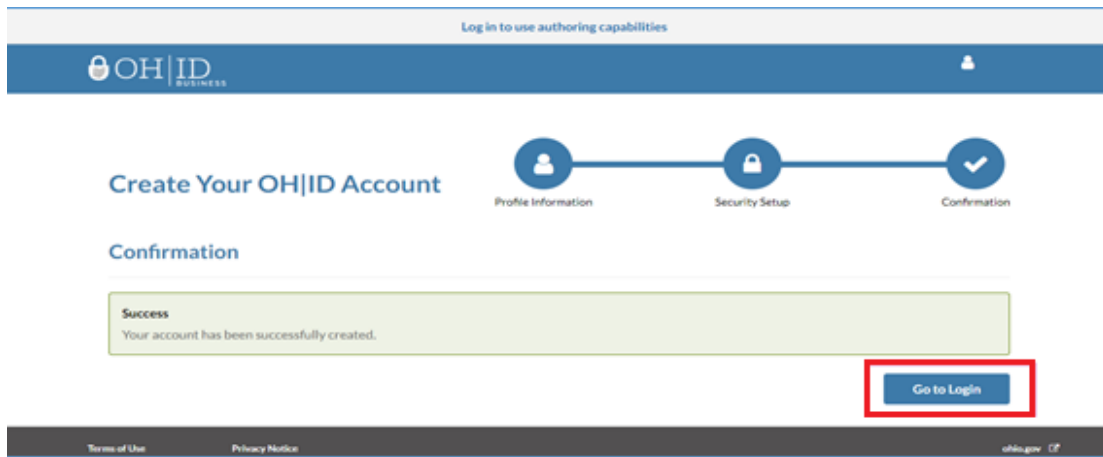 Log in to use authoring capabilities
OH|ID
BUSINESS
Create Your OH|ID Account
Profile Information
Security Setup
Confirmation
Confirmation
Success
Your account has been successfully created.
Go to Login
Terms of Use
Privacy Notice
ohio.gov